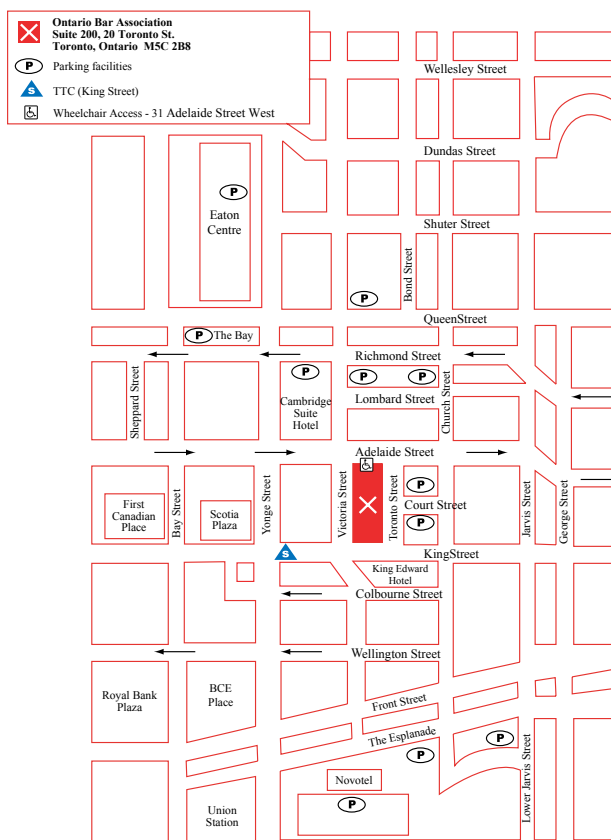 Ontario Bar Association
Suite 200, 20 Toronto St.
Toronto, Ontario M5C 2B8
P Parking facilities
S TTC (King Street)
Wheelchair Access - 31 Adelaide Street West
Wellesley Street
Dundas Street
P
Eaton
Centre
Shuter Street
Bond Street
P
QueenStreet
P The Bay
Richmond Street
P
P
P
Sheppard Street
Cambridge
Suite
Hotel
Lombard Street
Church Street
Adelaide Street
First
Canadian
Place
Bay Street
Scotia
Plaza
Yonge Street
Victoria Street
Toronto Street
P
Court Street
P
Jarvis Street
George Street
S
KingStreet
King Edward
Hotel
Colbourne Street
Wellington Street
Royal Bank
Plaza
BCE
Place
Front Street
The Esplanade
P
P
Lower Jarvis Street
Novotel
P
Union
Station